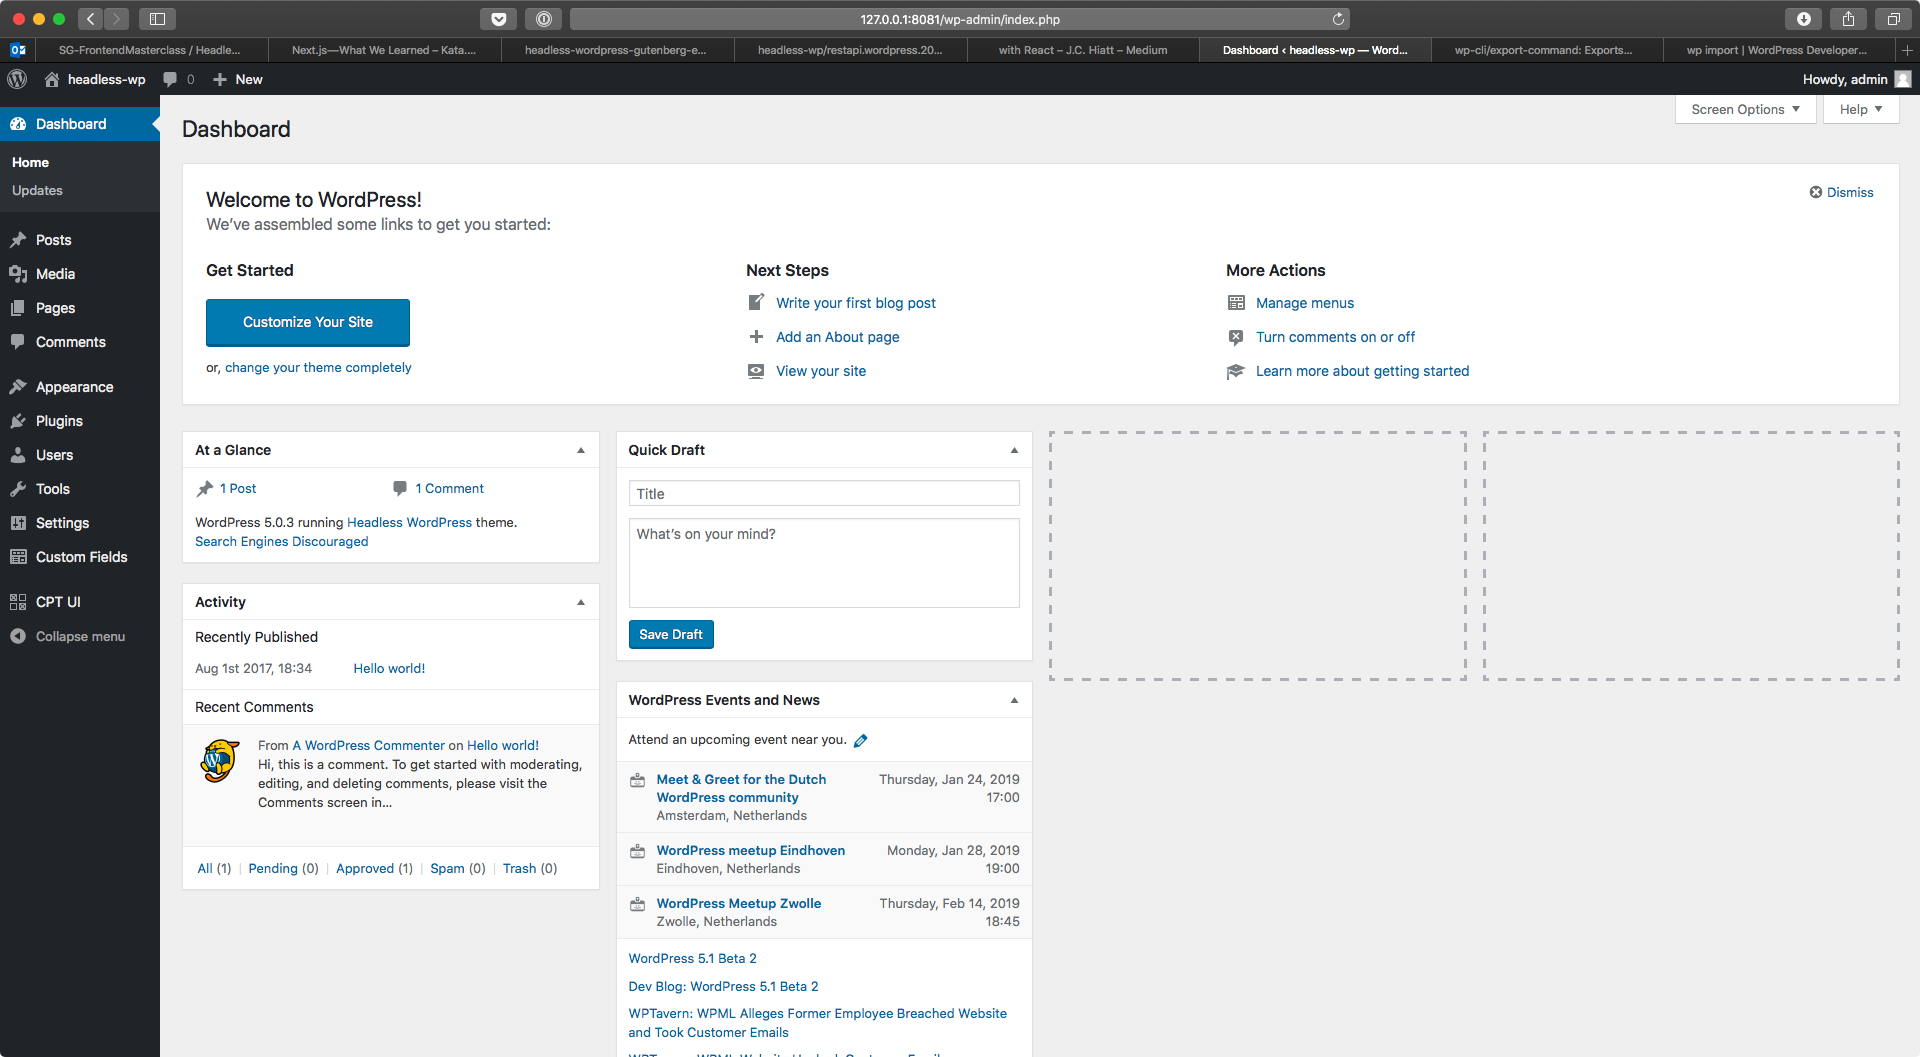 127.0.0.1:8081/wp-admin/index.php
SG-FrontendMasterclass / Headle...
Next.js—What We Learned – Kata....
headless-wordpress-gutenberg-e...
headless-wp/restapi.wordpress.20...
with React – J.C. Hiatt – Medium
Dashboard ‹ headless-wp — Word...
wp-cli/export-command: Exports...
wp import | WordPress Developer...
headless-wp
0
New
Howdy, admin
Dashboard
Home
Updates
Posts
Media
Pages
Comments
Appearance
Plugins
Users
Tools
Settings
Custom Fields
CPT UI
Collapse menu
Screen Options
Help
Dashboard
Welcome to WordPress!
We’ve assembled some links to get you started:
Dismiss
Get Started
Customize Your Site
or, change your theme completely
Next Steps
Write your first blog post
Add an About page
View your site
More Actions
Manage menus
Turn comments on or off
Learn more about getting started
At a Glance
1 Post
1 Comment
WordPress 5.0.3 running Headless WordPress theme.
Search Engines Discouraged
Activity
Recently Published
Aug 1st 2017, 18:34 Hello world!
Recent Comments
From A WordPress Commenter on Hello world!
Hi, this is a comment. To get started with moderating,
editing, and deleting comments, please visit the
Comments screen in…
All (1) | Pending (0) | Approved (1) | Spam (0) | Trash (0)
Quick Draft
Title
What’s on your mind?
Save Draft
WordPress Events and News
Attend an upcoming event near you.
Meet & Greet for the Dutch
WordPress community
Amsterdam, Netherlands
Thursday, Jan 24, 2019
17:00
WordPress meetup Eindhoven
Eindhoven, Netherlands
Monday, Jan 28, 2019
19:00
WordPress Meetup Zwolle
Zwolle, Netherlands
Thursday, Feb 14, 2019
18:45
WordPress 5.1 Beta 2
Dev Blog: WordPress 5.1 Beta 2
WPTavern: WPML Alleges Former Employee Breached Website
and Took Customer Emails